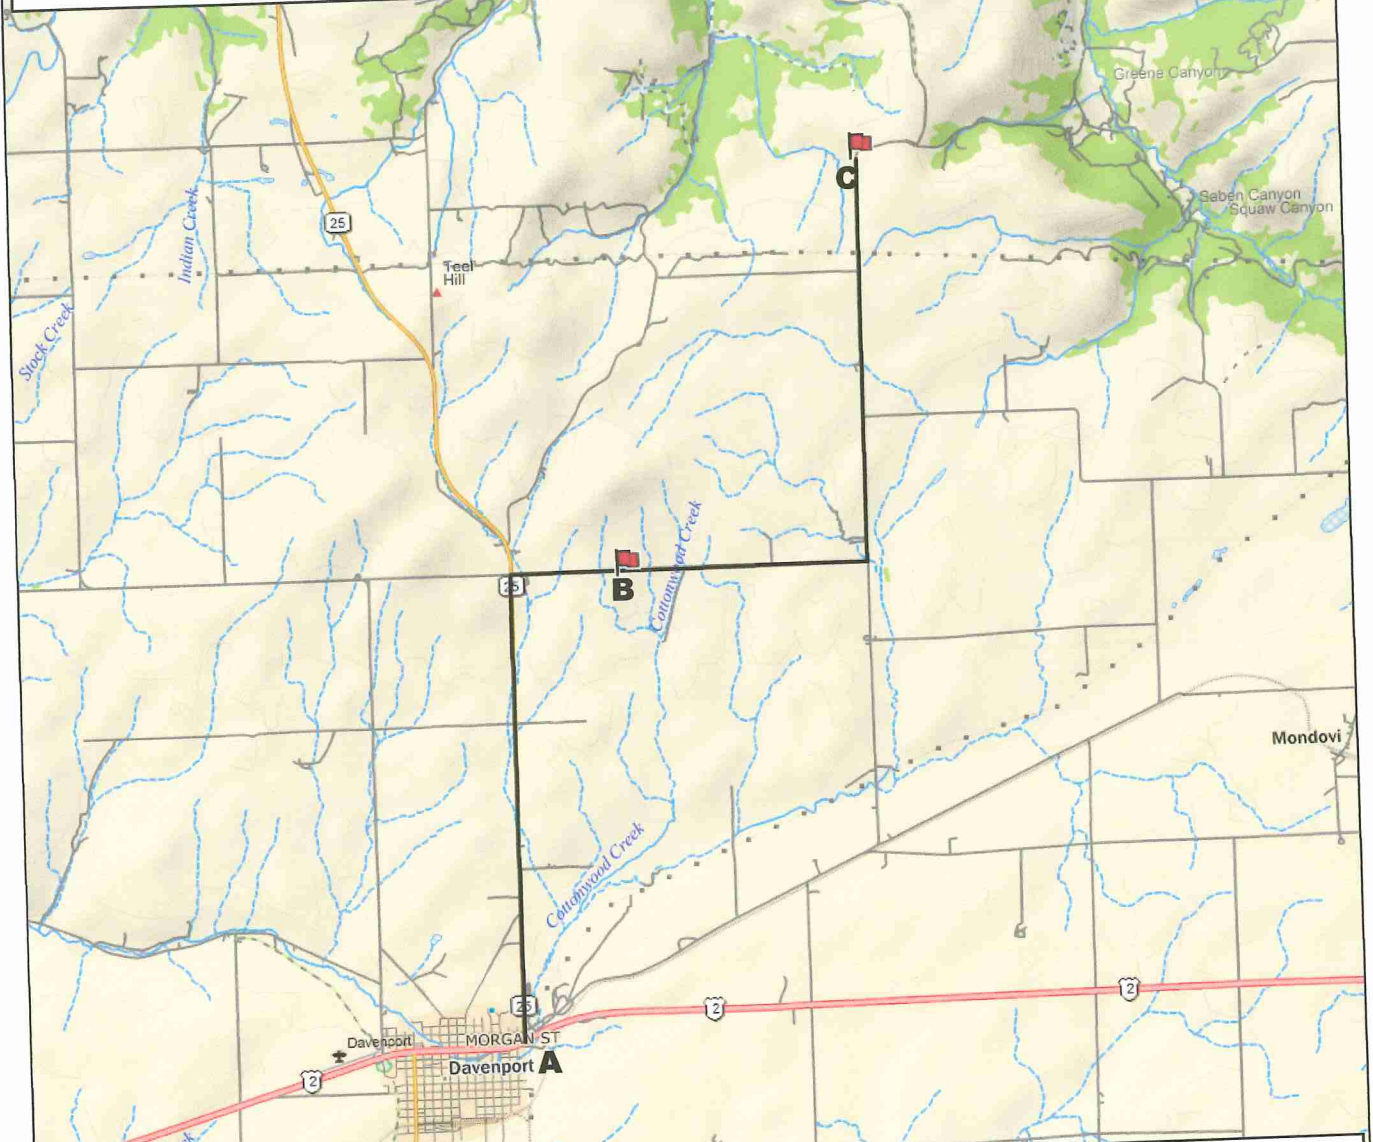 Greene Canyon
C
Saben Canyon
Squaw Canyon
Indian Creek
25
Teel
Hill
Stock Creek
Cottonwood Creek
B
25
Mondovi
Cottonwood Creek
25
2
2
MORGAN ST
Davenport
Davenport
A
2